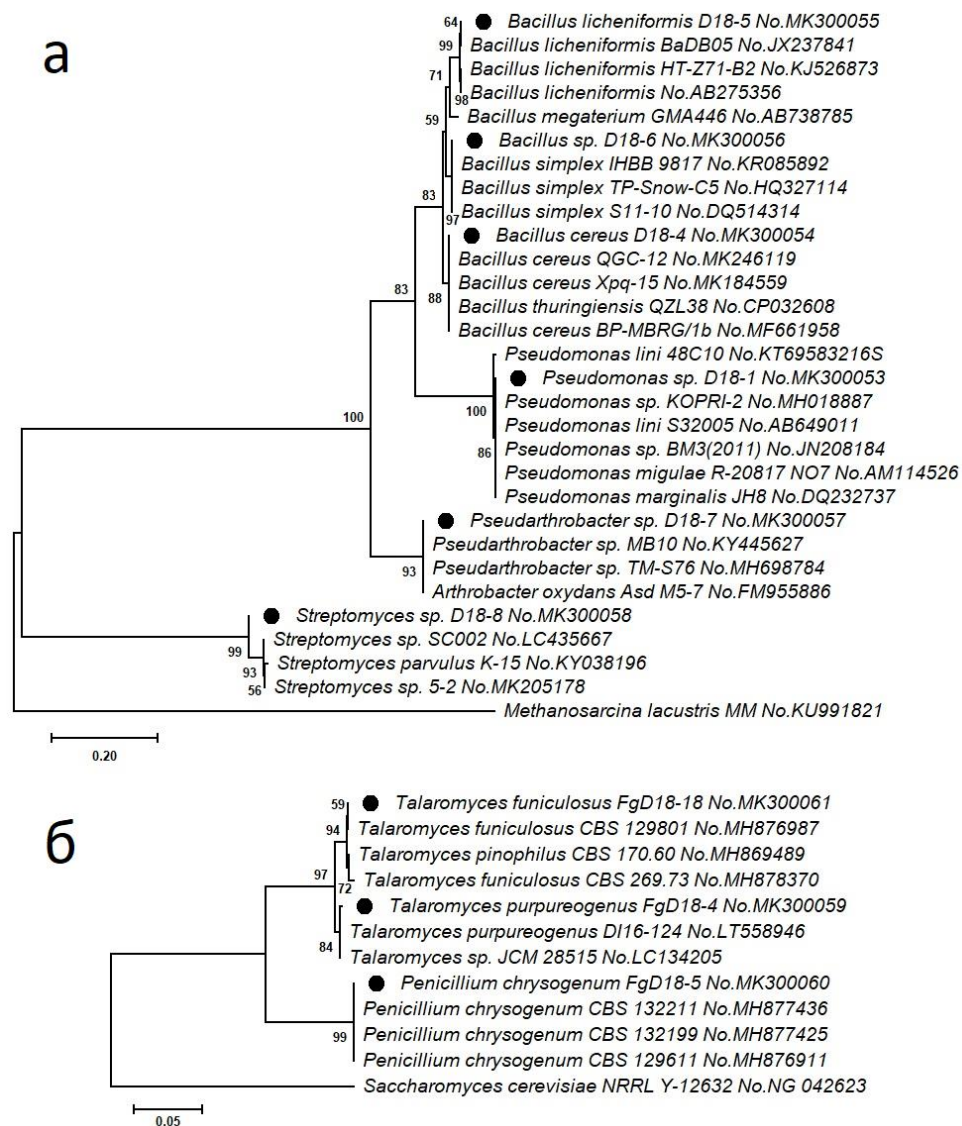 а
64
Bacillus licheniformis D18-5 No.MK300055
99
Bacillus licheniformis BaDB05 No.JX237841
71
Bacillus licheniformis HT-Z71-B2 No.KJ526873
98
Bacillus licheniformis No.AB275356
59
Bacillus megaterium GMA446 No.AB738785
Bacillus sp. D18-6 No.MK300056
Bacillus simplex IHBB 9817 No.KR085892
83
Bacillus simplex TP-Snow-C5 No.HQ327114
97
Bacillus simplex S11-10 No.DQ514314
Bacillus cereus D18-4 No.MK300054
Bacillus cereus QGC-12 No.MK246119
83
Bacillus cereus Xpq-15 No.MK184559
88
Bacillus thuringiensis QZL38 No.CP032608
Bacillus cereus BP-MBRG/1b No.MF661958
Pseudomonas lini 48C10 No.KT69583216S
Pseudomonas sp. D18-1 No.MK300053
100
Pseudomonas sp. KOPRI-2 No.MH018887
100
Pseudomonas lini S32005 No.AB649011
86
Pseudomonas sp. BM3(2011) No.JN208184
Pseudomonas migulae R-20817 NO7 No.AM114526
Pseudomonas marginalis JH8 No.DQ232737
Pseudarthrobacter sp. D18-7 No.MK300057
Pseudarthrobacter sp. MB10 No.KY445627
93
Pseudarthrobacter sp. TM-S76 No.MH698784
Arthrobacter oxydans Asd M5-7 No.FM955886
Streptomyces sp. D18-8 No.MK300058
99
Streptomyces sp. SC002 No.LC435667
93
Streptomyces parvulus K-15 No.KY038196
56
Streptomyces sp. 5-2 No.MK205178
Methanosarcina lacustris MM No.KU991821
0.20
б
59
Talaromyces funiculosus FgD18-18 No.MK300061
94
Talaromyces funiculosus CBS 129801 No.MH876987
Talaromyces pinophilus CBS 170.60 No.MH869489
97
72
Talaromyces funiculosus CBS 269.73 No.MH878370
Talaromyces purpureogenus FgD18-4 No.MK300059
Talaromyces purpureogenus DI16-124 No.LT558946
84
Talaromyces sp. JCM 28515 No.LC134205
Penicillium chrysogenum FgD18-5 No.MK300060
Penicillium chrysogenum CBS 132211 No.MH877436
99
Penicillium chrysogenum CBS 132199 No.MH877425
Penicillium chrysogenum CBS 129611 No.MH876911
Saccharomyces cerevisiae NRRL Y-12632 No.NG 042623
0.05